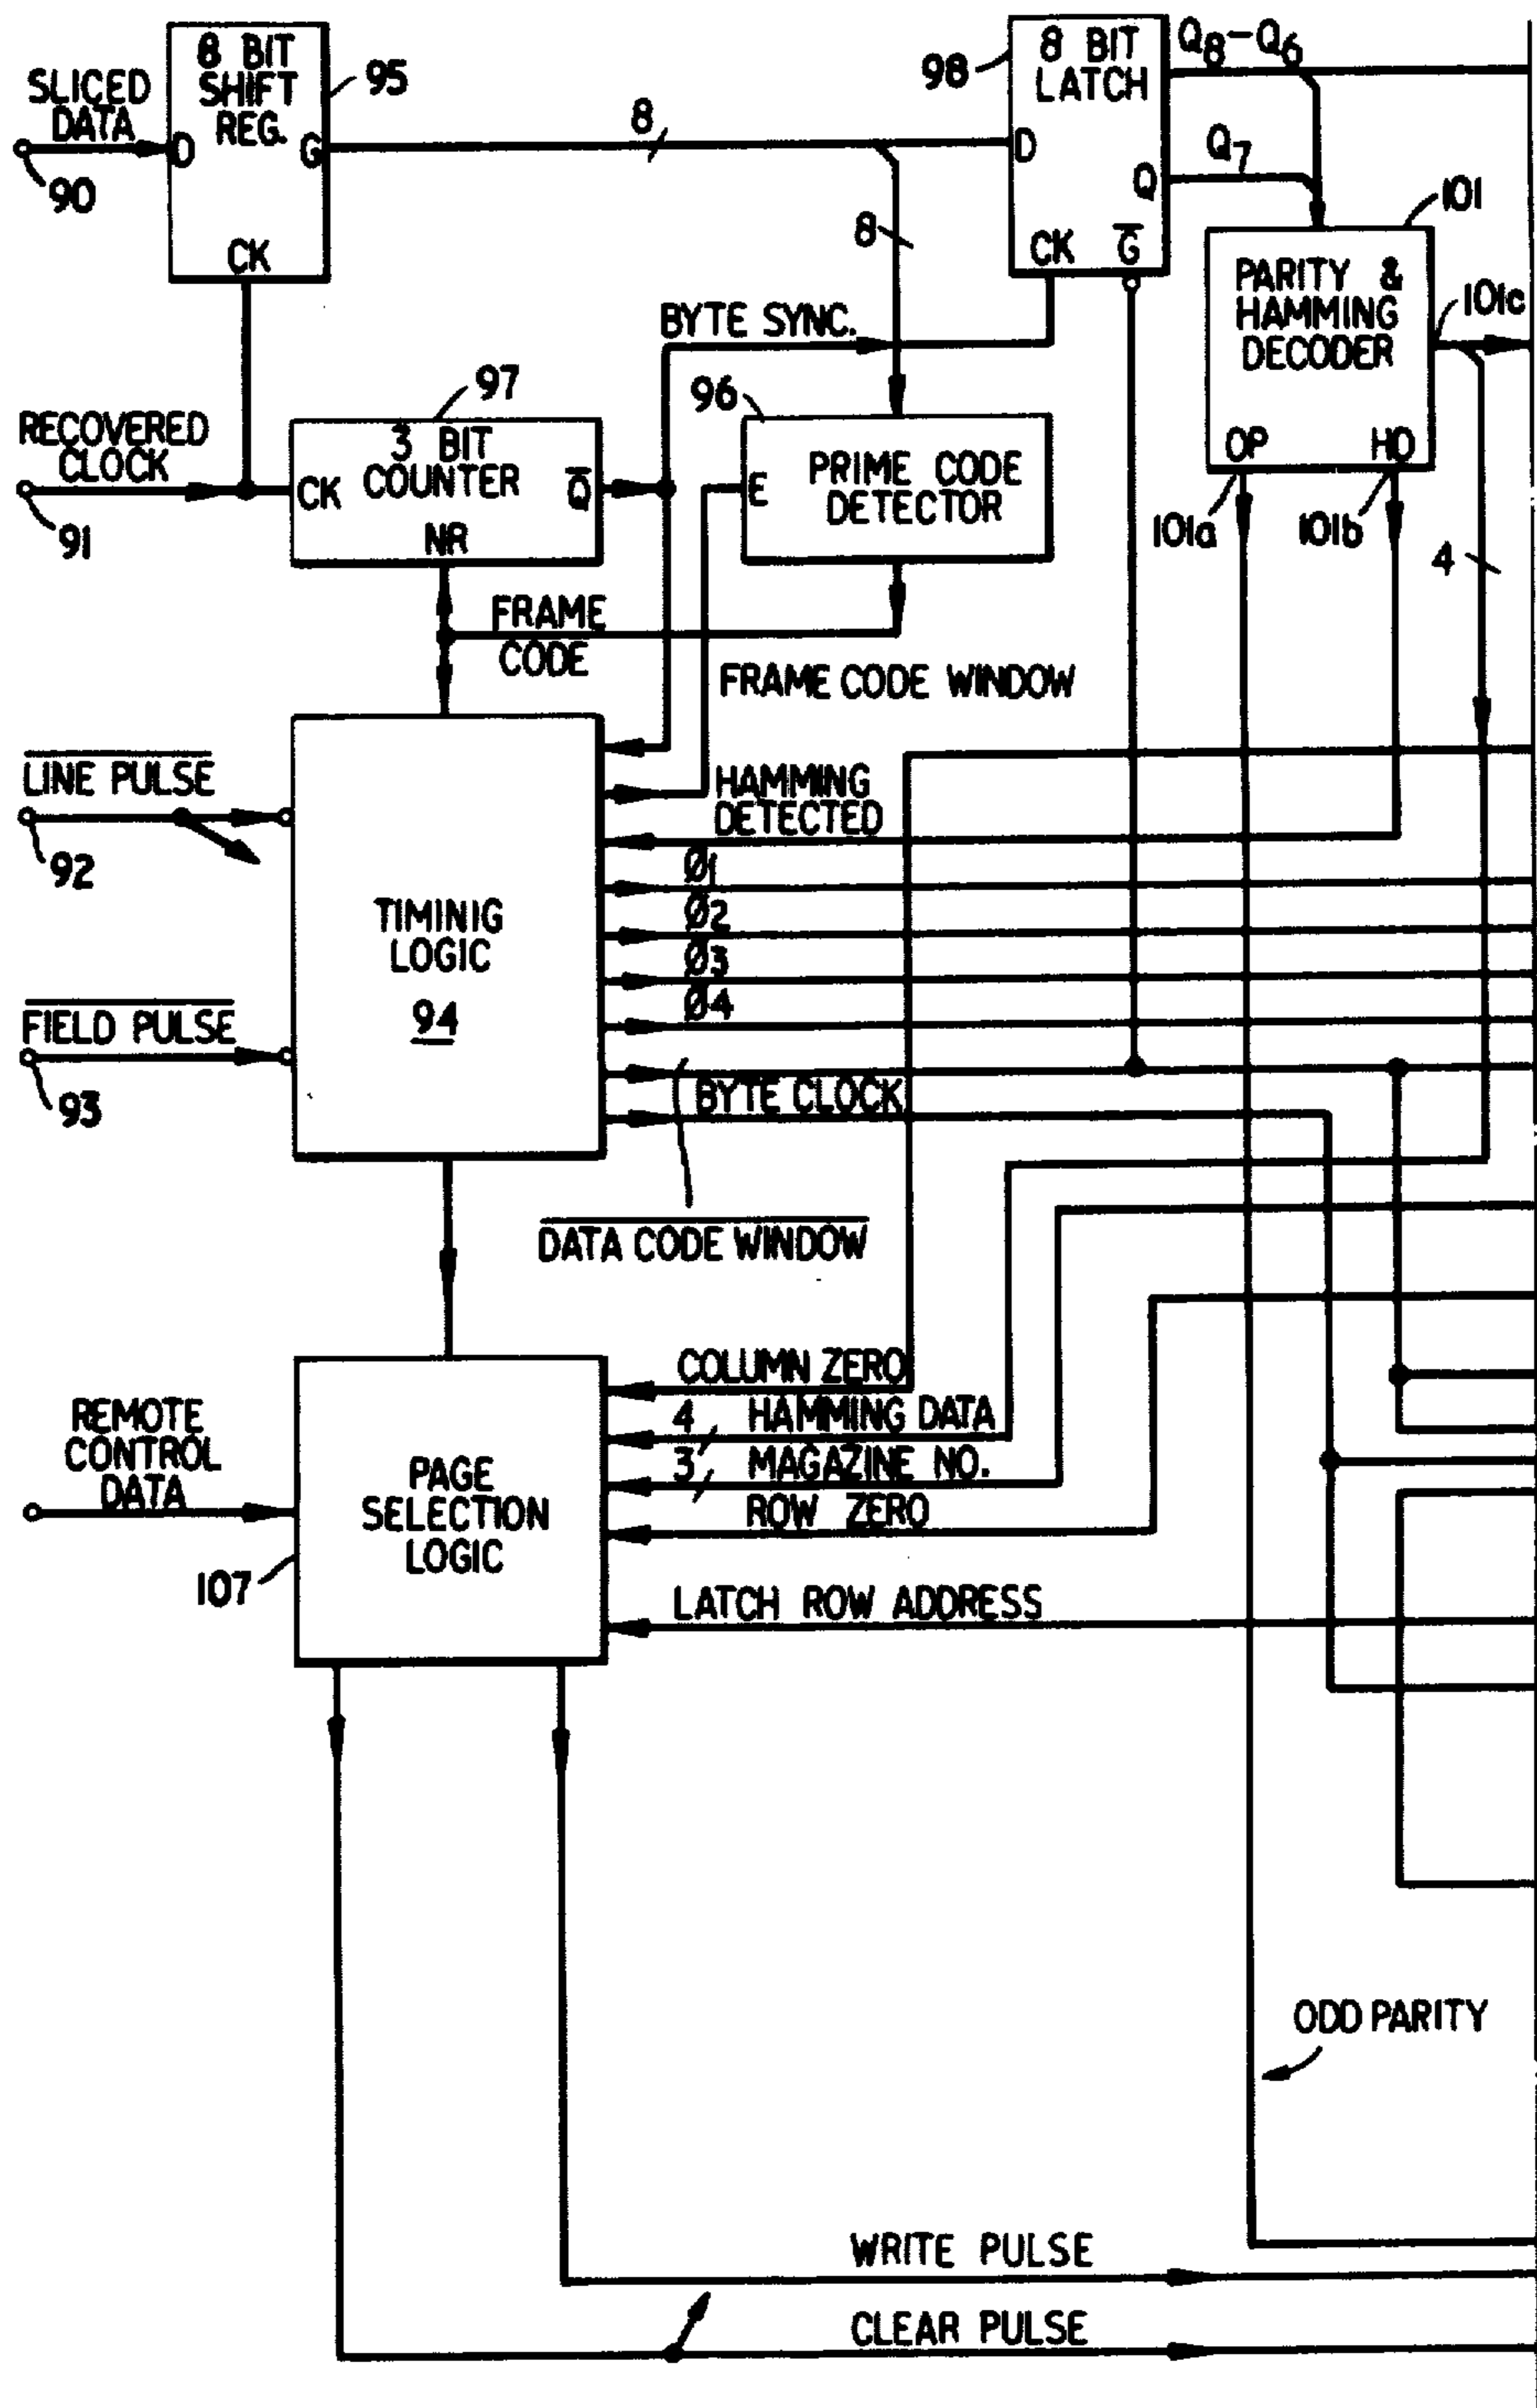 8 BIT
SHIFT
REG.
95
SLICED
DATA
D
G
90
CK
8
8
98
8 BIT
LATCH
D
Q
CK
G̅
Q8-Q6
Q7
101
PARITY &
HAMMING
DECODER
101c
OP
HO
101a
101b
4
BYTE SYNC.
97
3 BIT
COUNTER
CK
Q̅
NR
RECOVERED
CLOCK
91
96
PRIME CODE
DETECTOR
E
FRAME
CODE
FRAME CODE WINDOW
LINE PULSE
92
HAMMING
DETECTED
Ø1
Ø2
Ø3
Ø4
TIMINIG
LOGIC
94
FIELD PULSE
93
BYTE CLOCK
DATA CODE WINDOW
COLUMN ZERO
4 HAMMING DATA
3 MAGAZINE NO.
ROW ZERO
REMOTE
CONTROL
DATA
PAGE
SELECTION
LOGIC
107
LATCH ROW ADDRESS
ODD PARITY
WRITE PULSE
CLEAR PULSE